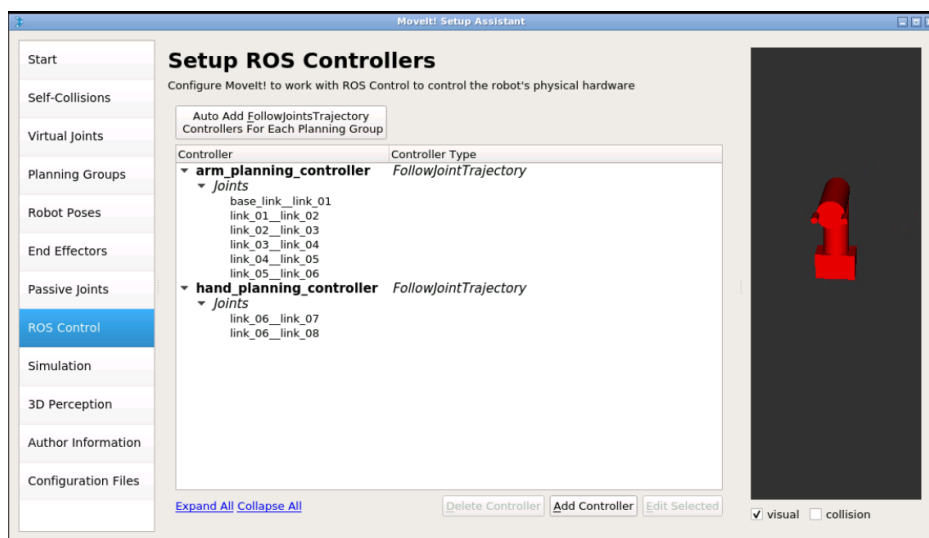 MoveIt! Setup Assistant
Start
Self-Collisions
Virtual Joints
Planning Groups
Robot Poses
End Effectors
Passive Joints
ROS Control
Simulation
3D Perception
Author Information
Configuration Files
Setup ROS Controllers
Configure MoveIt! to work with ROS Control to control the robot's physical hardware
Auto Add FollowJointsTrajectory
Controllers For Each Planning Group
Controller Controller Type
arm_planning_controller FollowJointTrajectory
Joints
base_link__link_01
link_01__link_02
link_02__link_03
link_03__link_04
link_04__link_05
link_05__link_06
hand_planning_controller FollowJointTrajectory
Joints
link_06__link_07
link_06__link_08
Expand All Collapse All Delete Controller Add Controller Edit Selected
visual collision